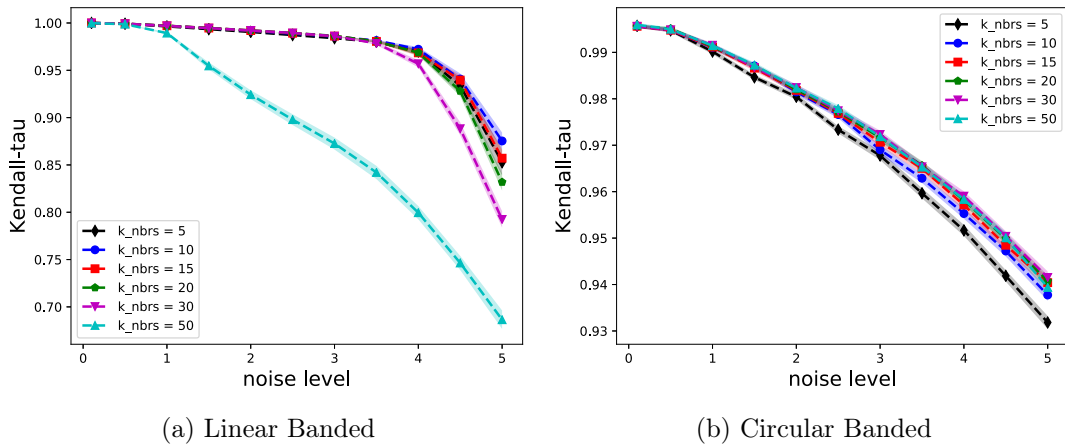 1.00
0.95
0.90
0.85
0.80
0.75
0.70
Kendall-tau
k_nbrs = 5
k_nbrs = 10
k_nbrs = 15
k_nbrs = 20
k_nbrs = 30
k_nbrs = 50
0 1 2 3 4 5
noise level
(a) Linear Banded
0.99
0.98
0.97
0.96
0.95
0.94
0.93
Kendall-tau
k_nbrs = 5
k_nbrs = 10
k_nbrs = 15
k_nbrs = 20
k_nbrs = 30
k_nbrs = 50
0 1 2 3 4 5
noise level
(b) Circular Banded